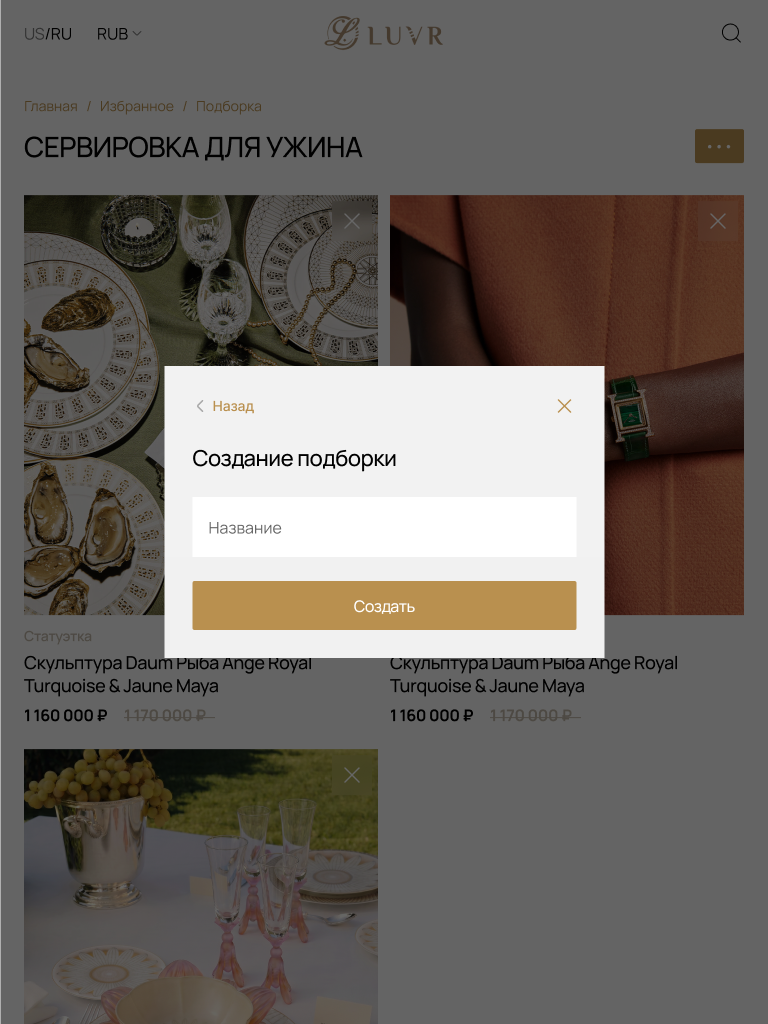 US/RU RUB LUVR
Главная / Избранное / Подборка
СЕРВИРОВКА ДЛЯ УЖИНА
Назад
Создание подборки
Название
Создать
Статуэтка
Скульптура Daum Рыба Ange Royal
Turquoise & Jaune Maya
1 160 000 ₽ 1 170 000 ₽
Скульптура Daum Рыба Ange Royal
Turquoise & Jaune Maya
1 160 000 ₽ 1 170 000 ₽